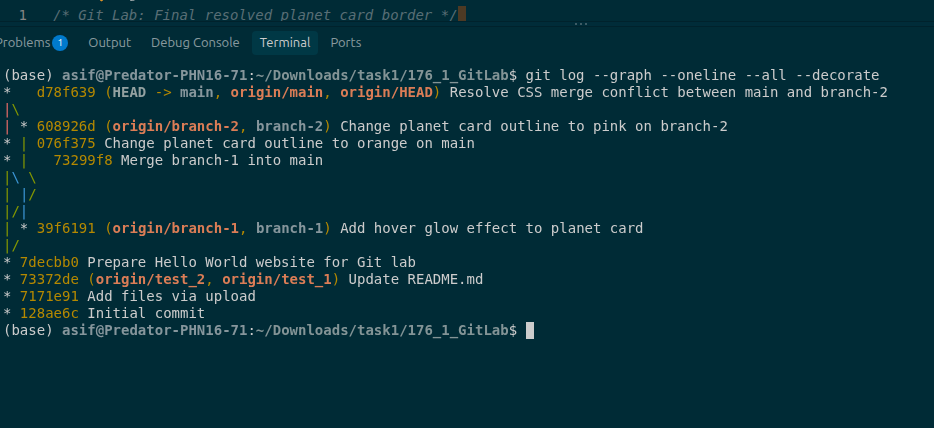 1 /* Git Lab: Final resolved planet card border */
...
Problems 1 Output Debug Console Terminal Ports
(base) asif@Predator-PHN16-71:~/Downloads/task1/176_1_GitLab$ git log --graph --oneline --all --decorate
*   d78f639 (HEAD -> main, origin/main, origin/HEAD) Resolve CSS merge conflict between main and branch-2
|\
| * 608926d (origin/branch-2, branch-2) Change planet card outline to pink on branch-2
* | 076f375 Change planet card outline to orange on main
* |   73299f8 Merge branch-1 into main
|\ \
| |/
|/|
| * 39f6191 (origin/branch-1, branch-1) Add hover glow effect to planet card
|/
* 7decbb0 Prepare Hello World website for Git lab
* 73372de (origin/test_2, origin/test_1) Update README.md
* 7171e91 Add files via upload
* 128ae6c Initial commit
(base) asif@Predator-PHN16-71:~/Downloads/task1/176_1_GitLab$